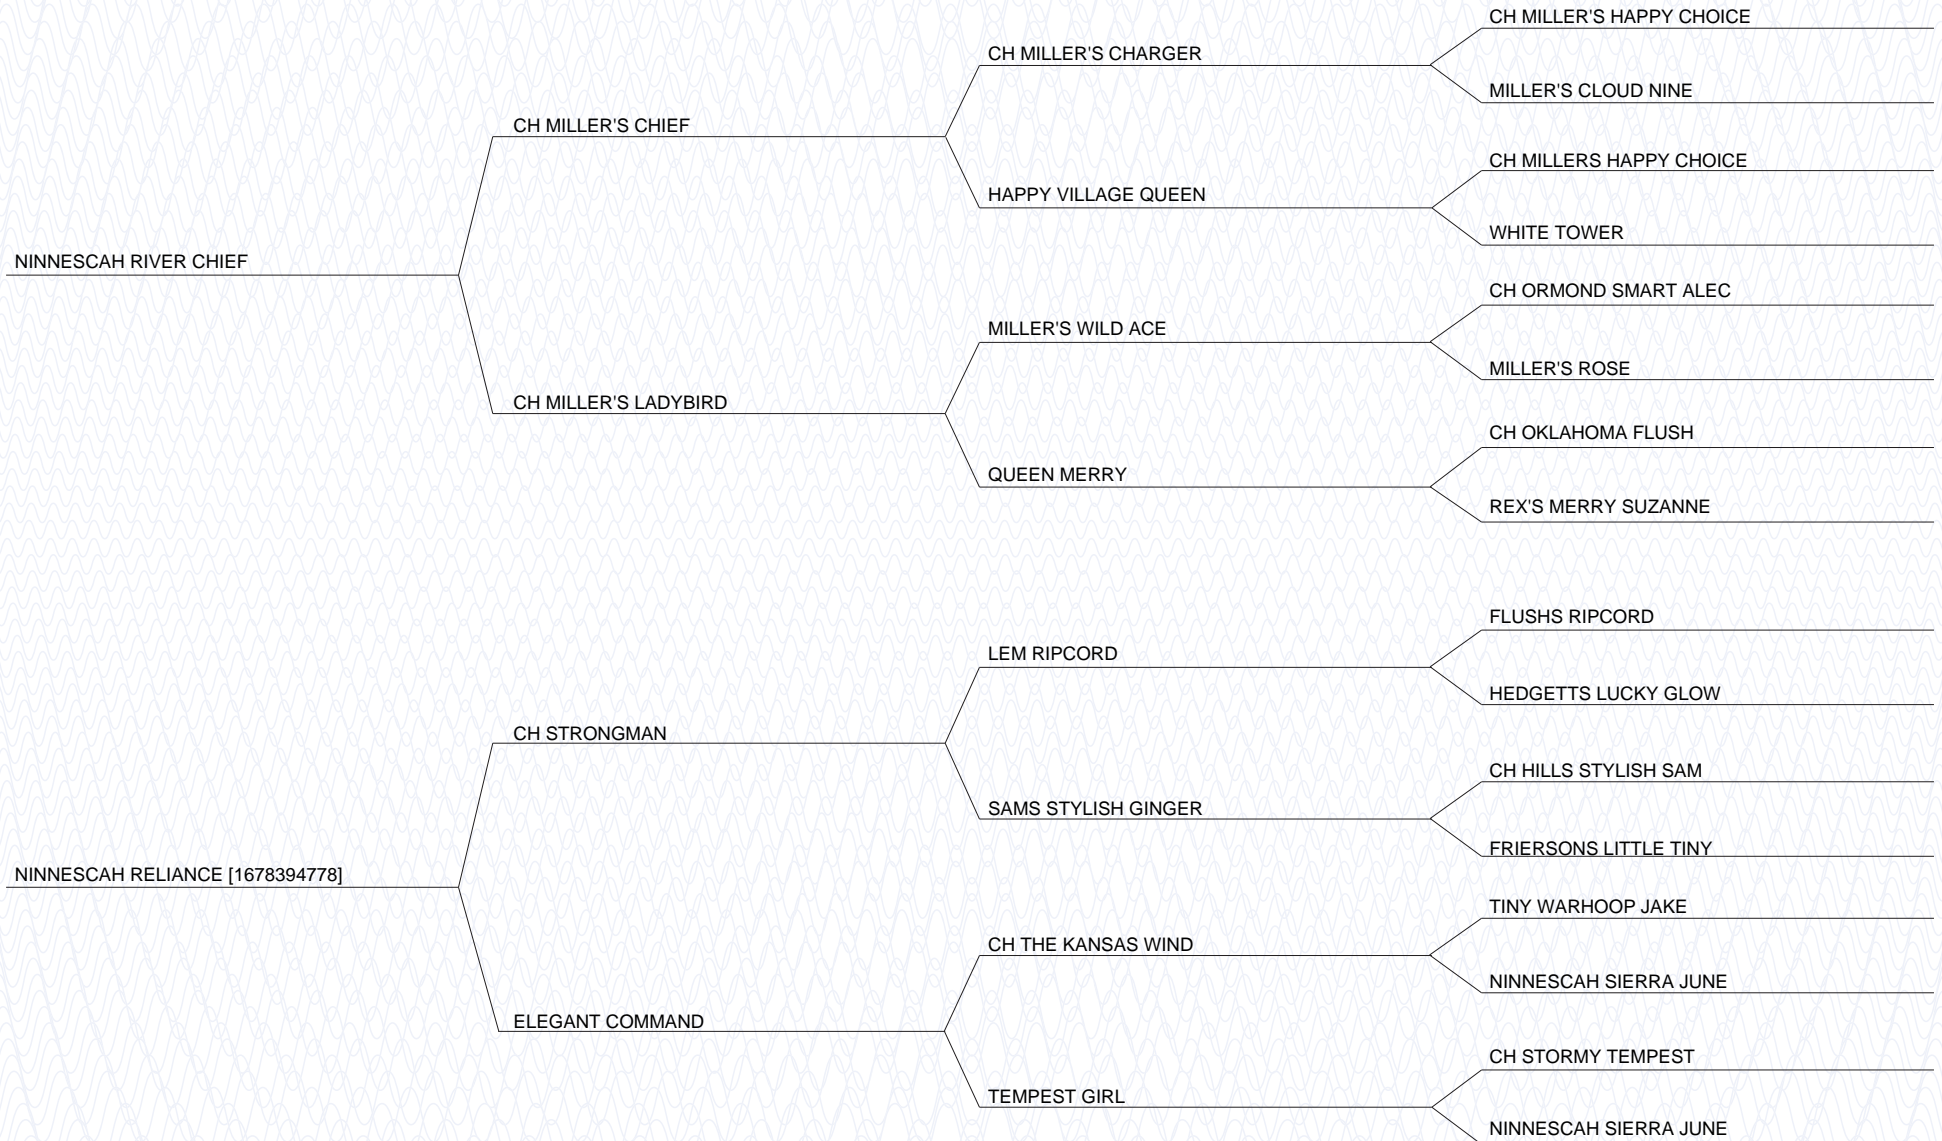 CH MILLER'S HAPPY CHOICE
CH MILLER'S CHARGER
MILLER'S CLOUD NINE
CH MILLER'S CHIEF
CH MILLERS HAPPY CHOICE
HAPPY VILLAGE QUEEN
WHITE TOWER
NINNESCAH RIVER CHIEF
CH ORMOND SMART ALEC
MILLER'S WILD ACE
MILLER'S ROSE
CH MILLER'S LADYBIRD
CH OKLAHOMA FLUSH
QUEEN MERRY
REX'S MERRY SUZANNE
FLUSHS RIPCORD
LEM RIPCORD
HEDGETTS LUCKY GLOW
CH STRONGMAN
CH HILLS STYLISH SAM
SAMS STYLISH GINGER
FRIERSONS LITTLE TINY
NINNESCAH RELIANCE [1678394778]
TINY WARHOOP JAKE
CH THE KANSAS WIND
NINNESCAH SIERRA JUNE
ELEGANT COMMAND
CH STORMY TEMPEST
TEMPEST GIRL
NINNESCAH SIERRA JUNE